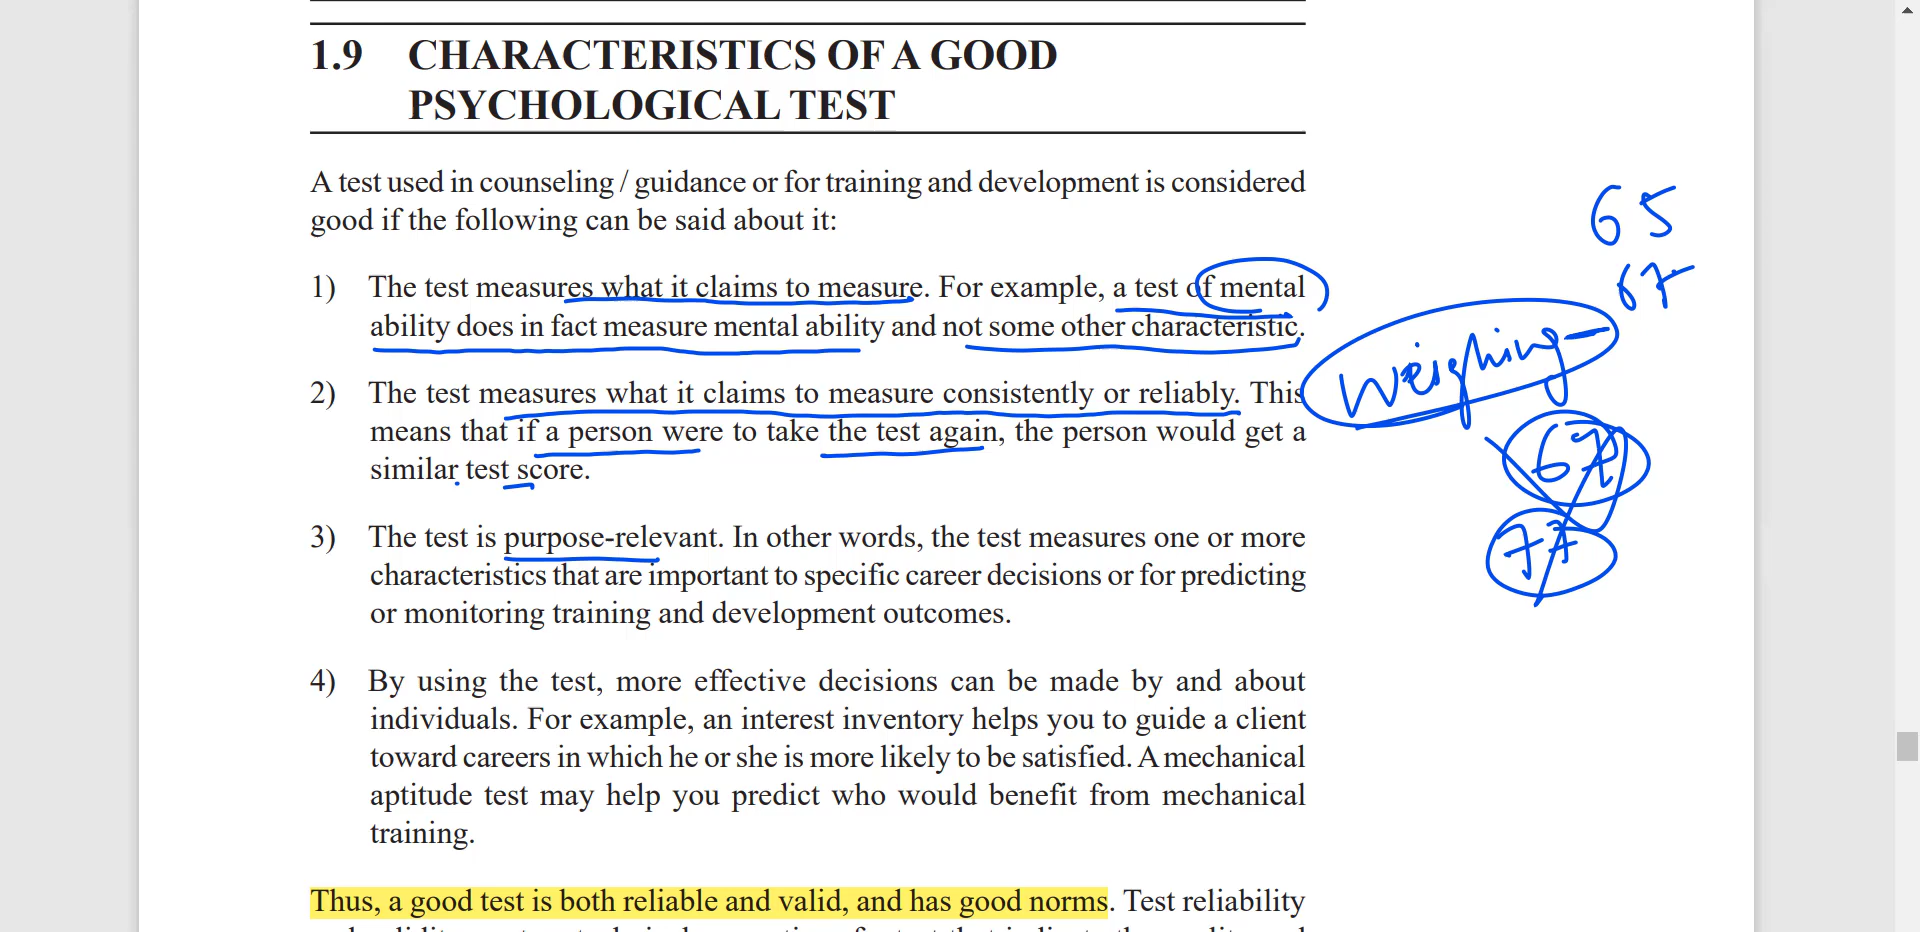 1.9 CHARACTERISTICS OF A GOOD
PSYCHOLOGICAL TEST
A test used in counseling / guidance or for training and development is considered
good if the following can be said about it:
1) The test measures what it claims to measure. For example, a test of mental
ability does in fact measure mental ability and not some other characteristic.
2) The test measures what it claims to measure consistently or reliably. This
means that if a person were to take the test again, the person would get a
similar test score.
3) The test is purpose-relevant. In other words, the test measures one or more
characteristics that are important to specific career decisions or for predicting
or monitoring training and development outcomes.
4) By using the test, more effective decisions can be made by and about
individuals. For example, an interest inventory helps you to guide a client
toward careers in which he or she is more likely to be satisfied. A mechanical
aptitude test may help you predict who would benefit from mechanical
training.
Thus, a good test is both reliable and valid, and has good norms. Test reliability
65
67
Weighing
67
77